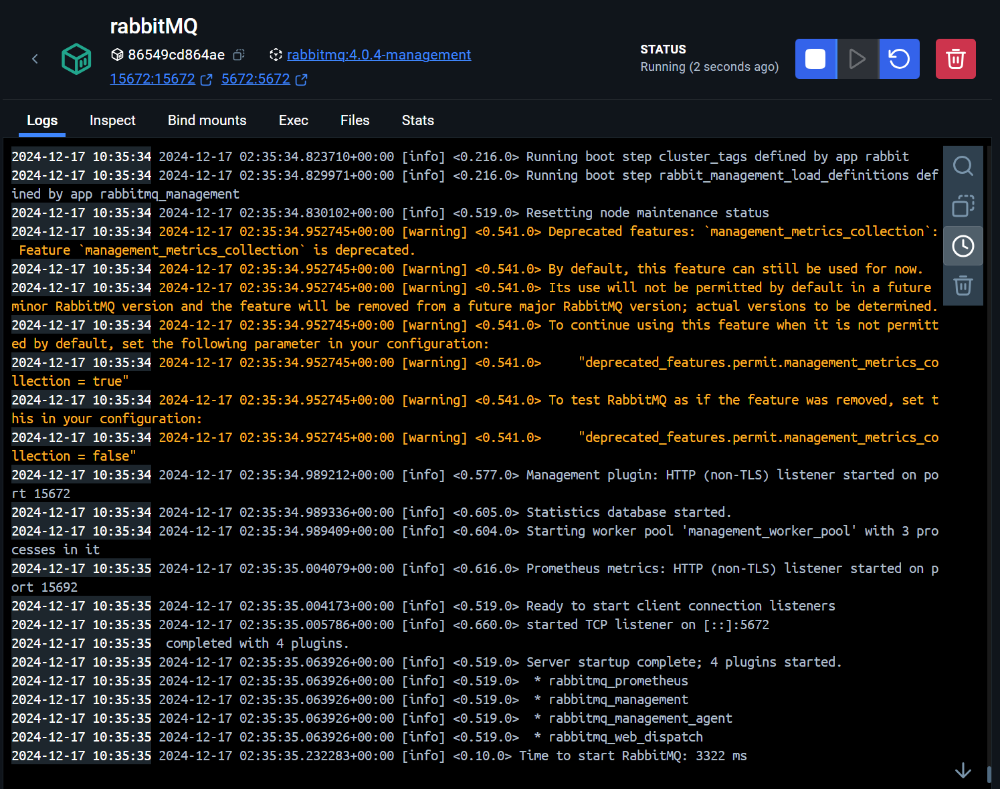 rabbitMQ
86549cd864ae rabbitmq:4.0.4-management
15672:15672 5672:5672
STATUS
Running (2 seconds ago)
Logs Inspect Bind mounts Exec Files Stats
2024-12-17 10:35:34 2024-12-17 02:35:34.823710+00:00 [info] <0.216.0> Running boot step cluster_tags defined by app rabbit
2024-12-17 10:35:34 2024-12-17 02:35:34.829971+00:00 [info] <0.216.0> Running boot step rabbit_management_load_definitions def
ined by app rabbitmq_management
2024-12-17 10:35:34 2024-12-17 02:35:34.830102+00:00 [info] <0.519.0> Resetting node maintenance status
2024-12-17 10:35:34 2024-12-17 02:35:34.952745+00:00 [warning] <0.541.0> Deprecated features: `management_metrics_collection`:
Feature `management_metrics_collection` is deprecated.
2024-12-17 10:35:34 2024-12-17 02:35:34.952745+00:00 [warning] <0.541.0> By default, this feature can still be used for now.
2024-12-17 10:35:34 2024-12-17 02:35:34.952745+00:00 [warning] <0.541.0> Its use will not be permitted by default in a future
minor RabbitMQ version and the feature will be removed from a future major RabbitMQ version; actual versions to be determined.
2024-12-17 10:35:34 2024-12-17 02:35:34.952745+00:00 [warning] <0.541.0> To continue using this feature when it is not permitt
ed by default, set the following parameter in your configuration:
2024-12-17 10:35:34 2024-12-17 02:35:34.952745+00:00 [warning] <0.541.0> "deprecated_features.permit.management_metrics_co
llection = true"
2024-12-17 10:35:34 2024-12-17 02:35:34.952745+00:00 [warning] <0.541.0> To test RabbitMQ as if the feature was removed, set t
his in your configuration:
2024-12-17 10:35:34 2024-12-17 02:35:34.952745+00:00 [warning] <0.541.0> "deprecated_features.permit.management_metrics_co
llection = false"
2024-12-17 10:35:34 2024-12-17 02:35:34.989212+00:00 [info] <0.577.0> Management plugin: HTTP (non-TLS) listener started on po
rt 15672
2024-12-17 10:35:34 2024-12-17 02:35:34.989336+00:00 [info] <0.605.0> Statistics database started.
2024-12-17 10:35:34 2024-12-17 02:35:34.989409+00:00 [info] <0.604.0> Starting worker pool 'management_worker_pool' with 3 pro
cesses in it
2024-12-17 10:35:35 2024-12-17 02:35:35.004079+00:00 [info] <0.616.0> Prometheus metrics: HTTP (non-TLS) listener started on p
ort 15692
2024-12-17 10:35:35 2024-12-17 02:35:35.004173+00:00 [info] <0.519.0> Ready to start client connection listeners
2024-12-17 10:35:35 2024-12-17 02:35:35.005786+00:00 [info] <0.660.0> started TCP listener on [::]:5672
2024-12-17 10:35:35 completed with 4 plugins.
2024-12-17 10:35:35 2024-12-17 02:35:35.063926+00:00 [info] <0.519.0> Server startup complete; 4 plugins started.
2024-12-17 10:35:35 2024-12-17 02:35:35.063926+00:00 [info] <0.519.0> * rabbitmq_prometheus
2024-12-17 10:35:35 2024-12-17 02:35:35.063926+00:00 [info] <0.519.0> * rabbitmq_management
2024-12-17 10:35:35 2024-12-17 02:35:35.063926+00:00 [info] <0.519.0> * rabbitmq_management_agent
2024-12-17 10:35:35 2024-12-17 02:35:35.063926+00:00 [info] <0.519.0> * rabbitmq_web_dispatch
2024-12-17 10:35:35 2024-12-17 02:35:35.232283+00:00 [info] <0.10.0> Time to start RabbitMQ: 3322 ms